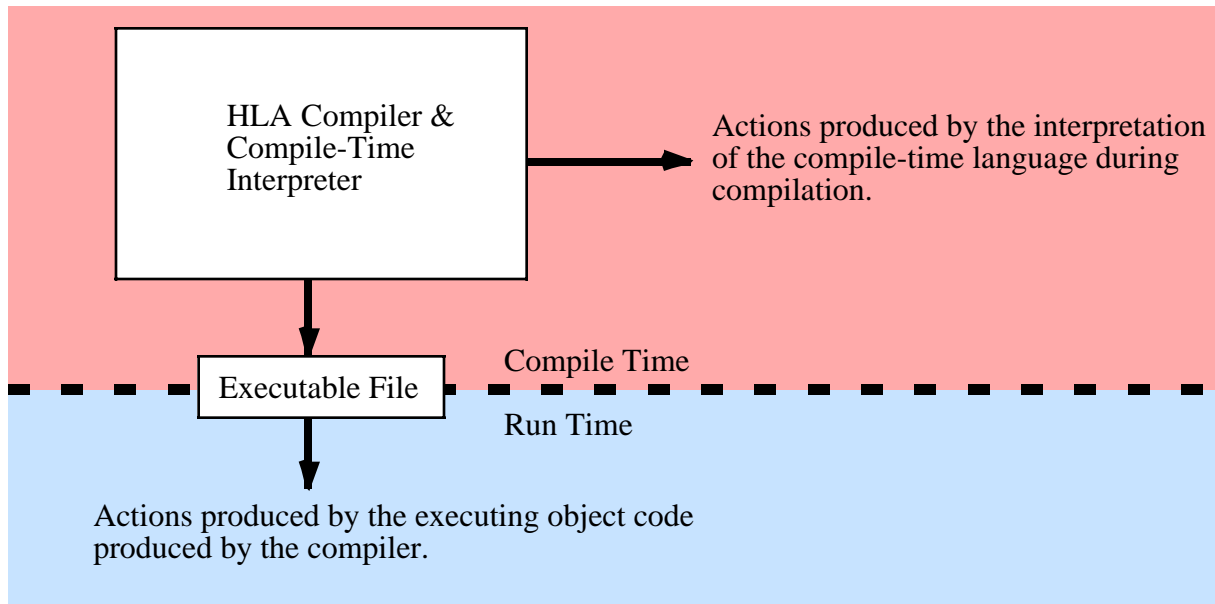 HLA Compiler &
Compile-Time
Interpreter
Actions produced by the interpretation
of the compile-time language during
compilation.
Compile Time
Executable File
Run Time
Actions produced by the executing object code
produced by the compiler.